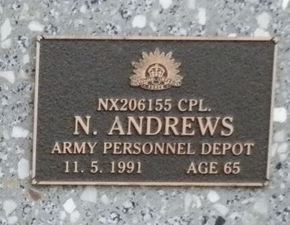 NX206155 CPL.
N. ANDREWS
ARMY PERSONNEL DEPOT
11. 5. 1991 AGE 65